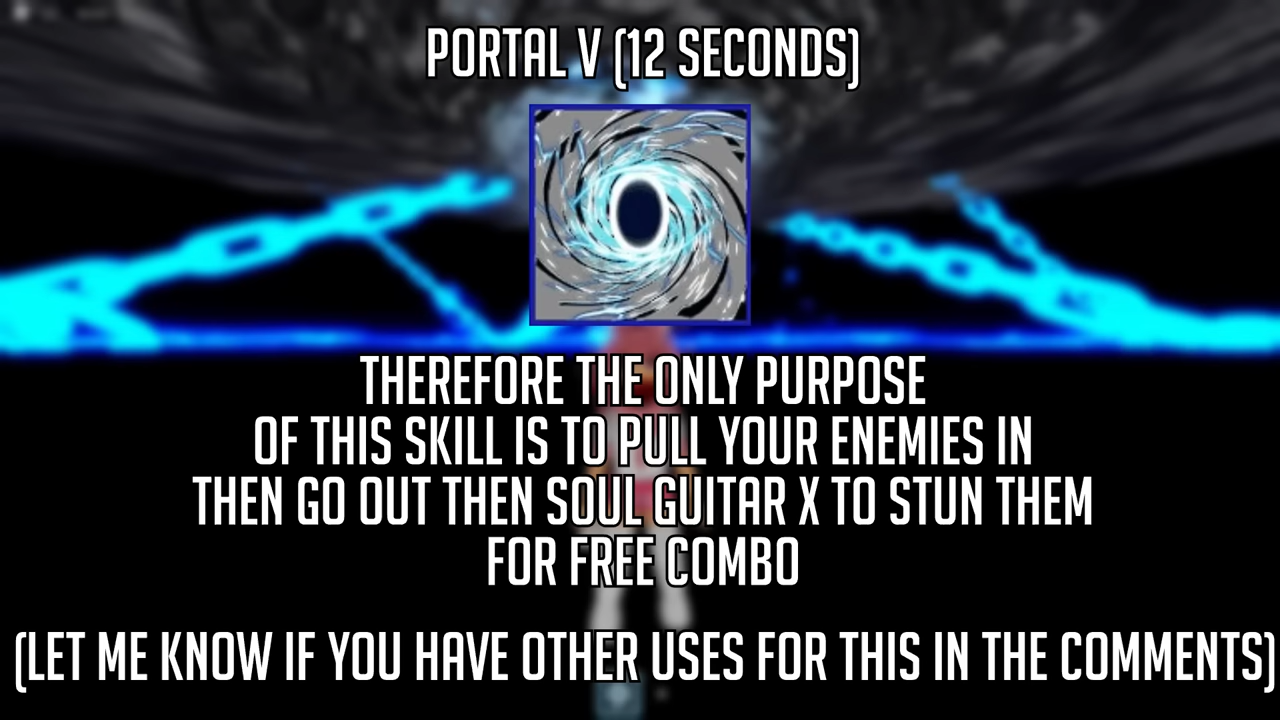 PORTAL V (12 SECONDS)
THEREFORE THE ONLY PURPOSE
OF THIS SKILL IS TO PULL YOUR ENEMIES IN
THEN GO OUT THEN SOUL GUITAR X TO STUN THEM
FOR FREE COMBO
(LET ME KNOW IF YOU HAVE OTHER USES FOR THIS IN THE COMMENTS)